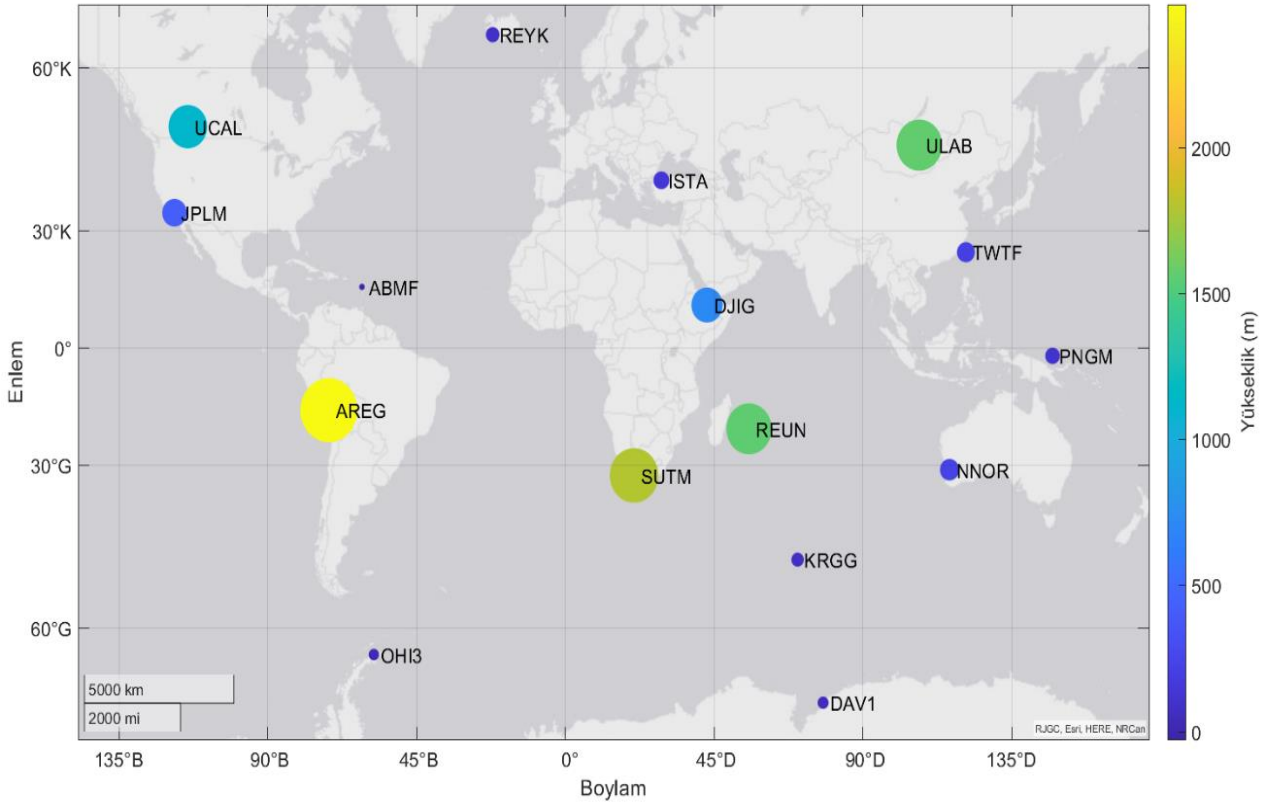 REYK
60°K
UCAL
ULAB
2000
ISTA
JPLM
30°K
TWTF
ABMF
DJIG
1500
Enlem
0°
PNGM
Yükseklik (m)
AREG
REUN
1000
30°G
SUTM
NNOR
KRGG
500
60°G
OHI3
5000 km
DAV1
2000 mi
RJGC, Esri, HERE, NRCan
0
135°B 90°B 45°B 0° 45°D 90°D 135°D
Boylam